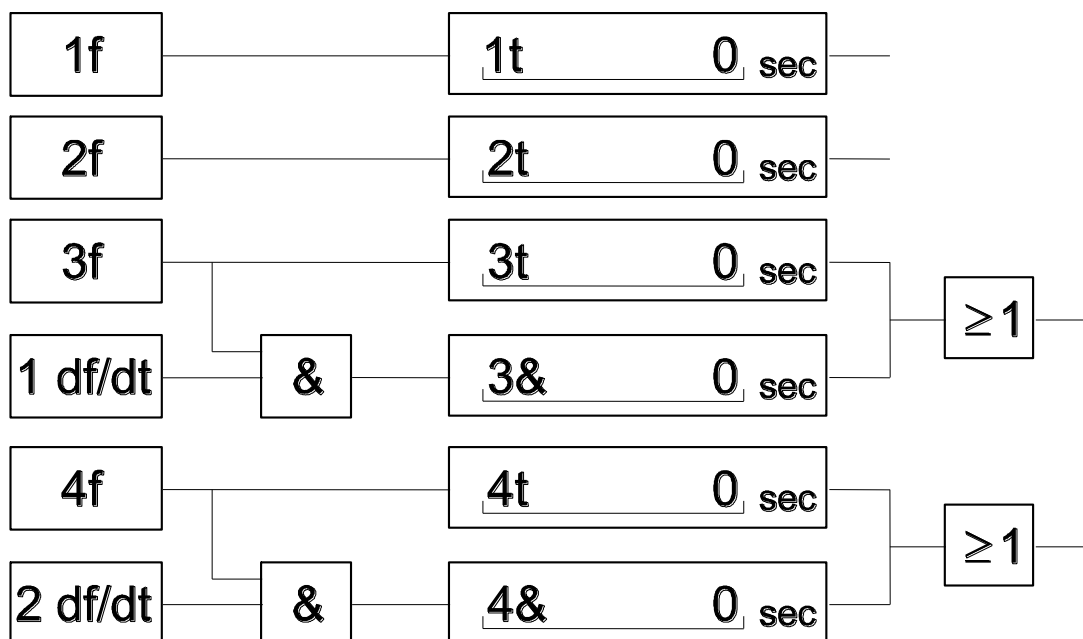 1f 1t 0 sec
2f 2t 0 sec
3f 3t 0 sec
≥1
1 df/dt & 3& 0 sec
4f 4t 0 sec
≥1
2 df/dt & 4& 0 sec